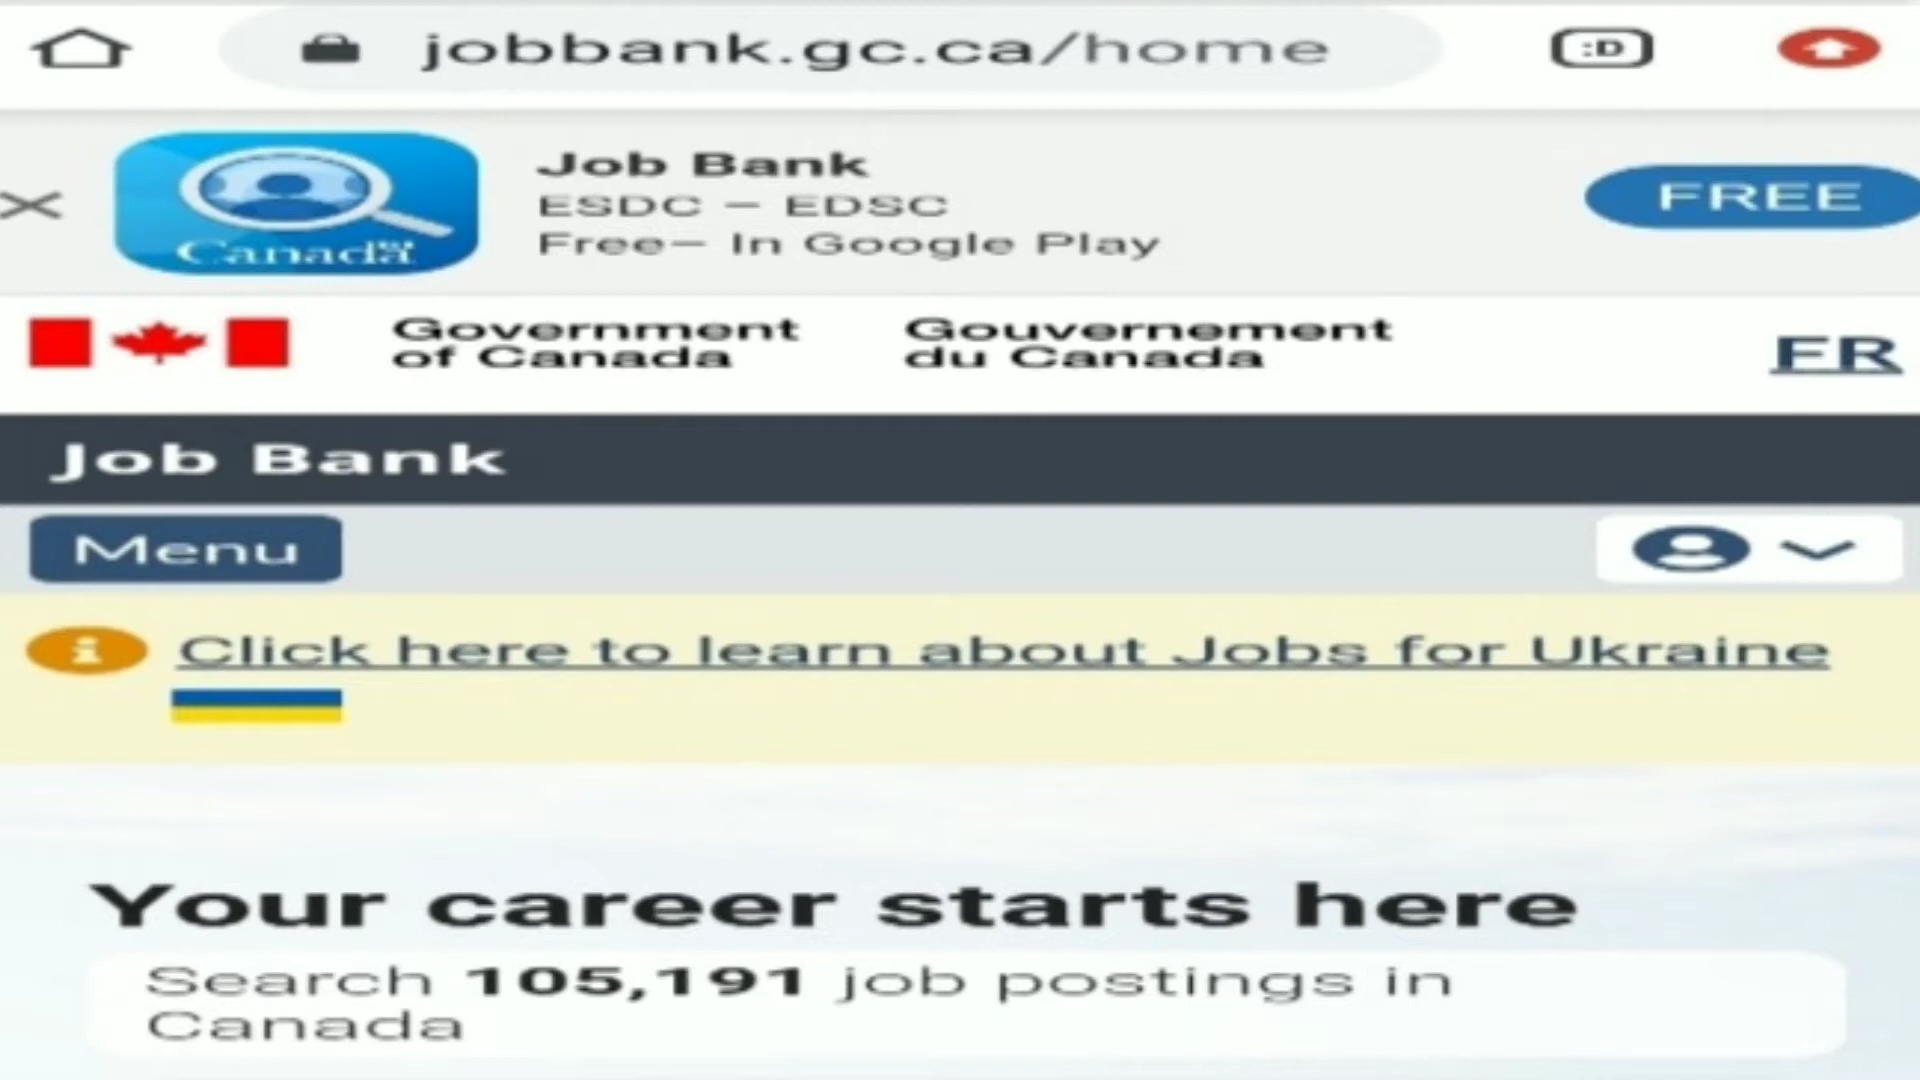 jobbank.gc.ca/home
:D
Job Bank
ESDC – EDSC
Free– In Google Play
FREE
Canada
Government
of Canada
Gouvernement
du Canada
FR
Job Bank
Menu
Click here to learn about Jobs for Ukraine
Your career starts here
Search 105,191 job postings in
Canada